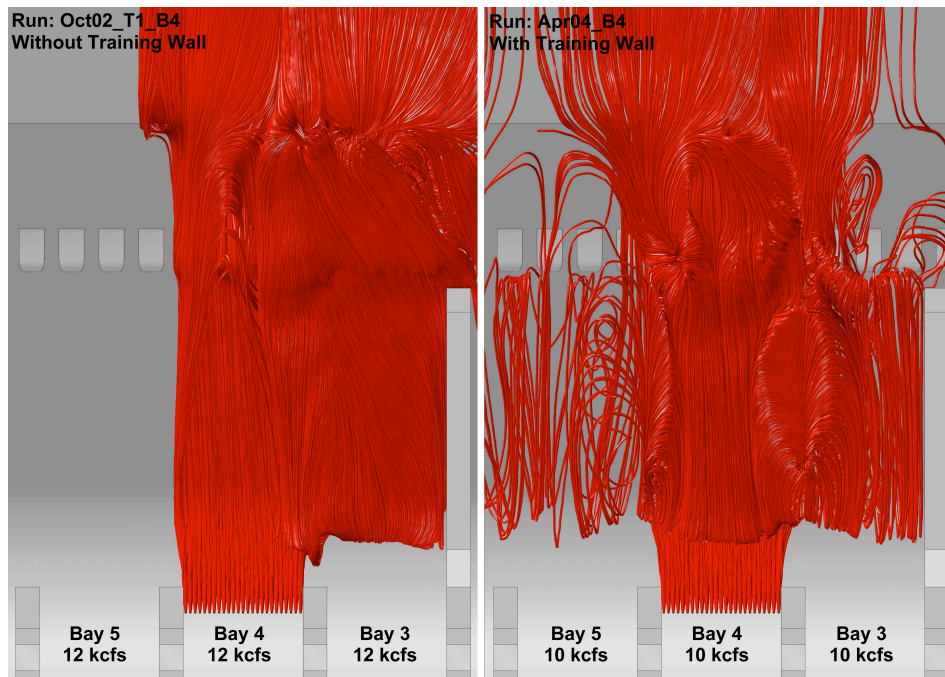 Run: Oct02_T1_B4
Without Training Wall
Run: Apr04_B4
With Training Wall
Bay 5
12 kcfs
Bay 4
12 kcfs
Bay 3
12 kcfs
Bay 5
10 kcfs
Bay 4
10 kcfs
Bay 3
10 kcfs